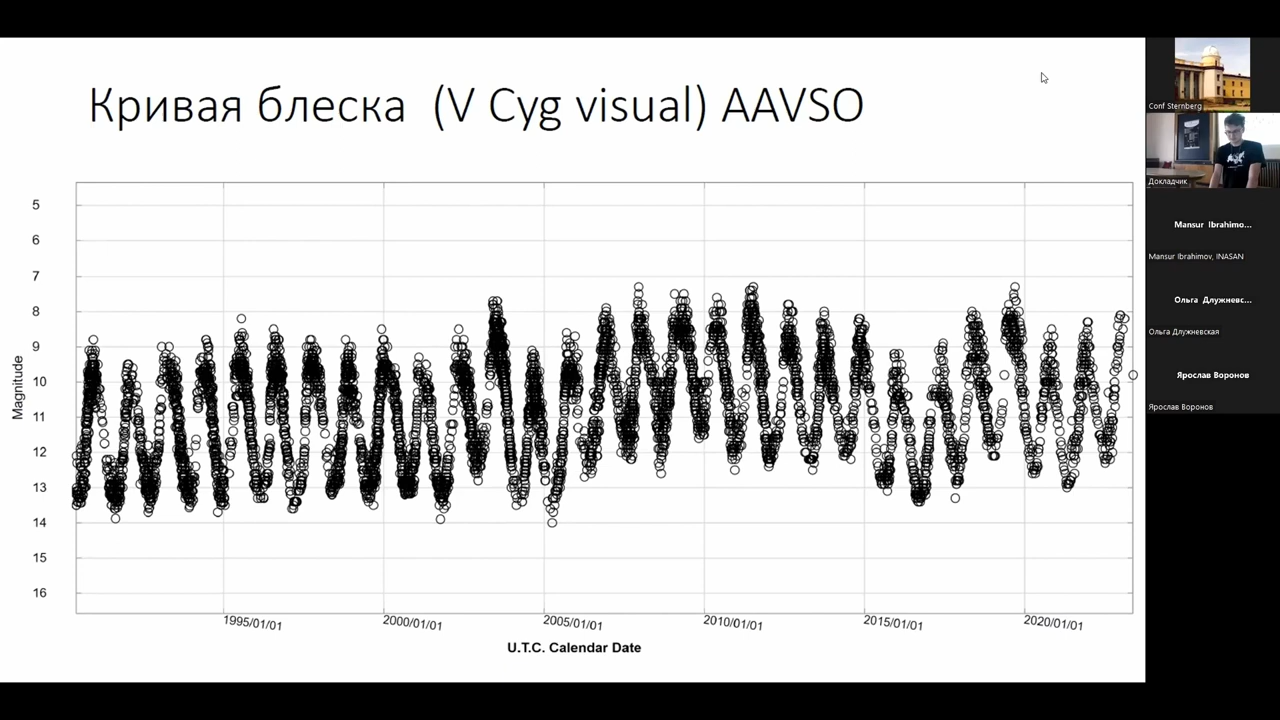 Кривая блеска (V Cyg visual) AAVSO
5
6
7
8
9
10
11
12
13
14
15
16
Magnitude
1995/01/01
2000/01/01
2005/01/01
2010/01/01
2015/01/01
2020/01/01
U.T.C. Calendar Date
Conf Sternberg
Докладчик
Mansur Ibrahimo...
Mansur Ibrahimov, INASAN
Ольга Длужневс...
Ольга Длужневская
Ярослав Воронов
Ярослав Воронов